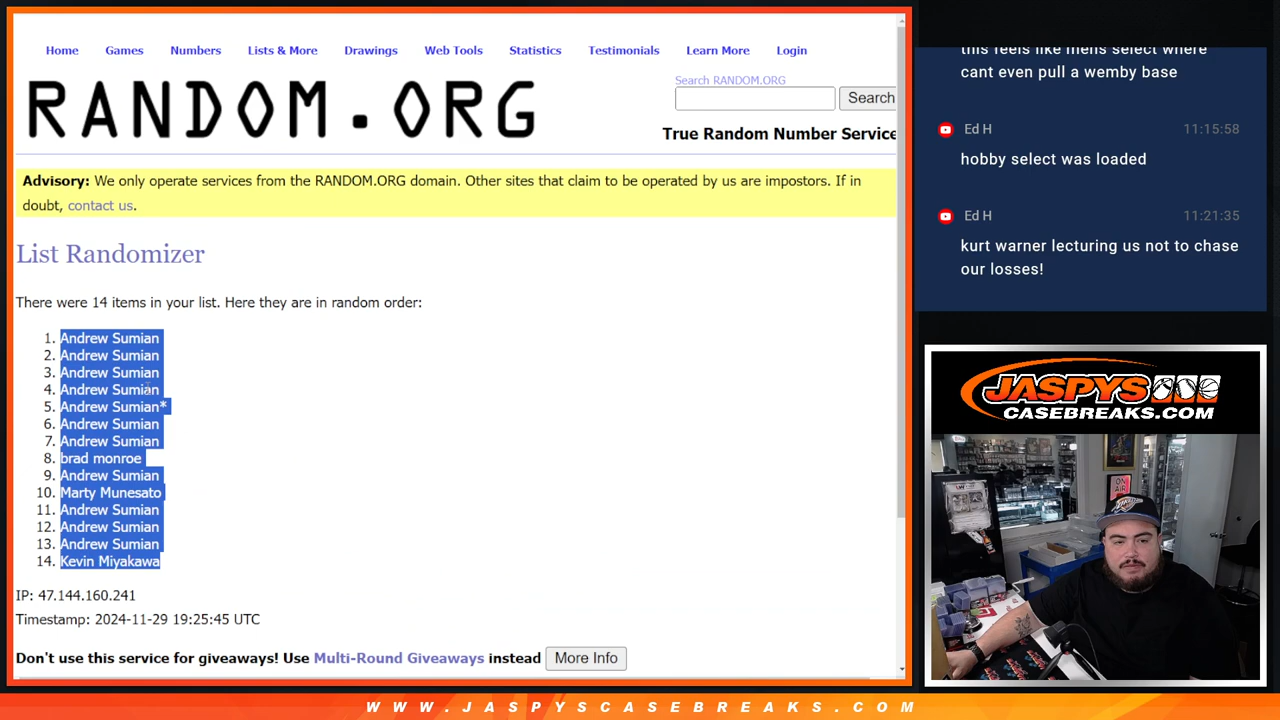 Home Games Numbers Lists & More Drawings Web Tools Statistics Testimonials Learn More Login
RANDOM.ORG
Search RANDOM.ORG
Search
True Random Number Service
Advisory: We only operate services from the RANDOM.ORG domain. Other sites that claim to be operated by us are impostors. If in
doubt, contact us.
List Randomizer
There were 14 items in your list. Here they are in random order:
1. Andrew Sumian
2. Andrew Sumian
3. Andrew Sumian
4. Andrew Sumian
5. Andrew Sumian*
6. Andrew Sumian
7. Andrew Sumian
8. brad monroe
9. Andrew Sumian
10. Marty Munesato
11. Andrew Sumian
12. Andrew Sumian
13. Andrew Sumian
14. Kevin Miyakawa
IP: 47.144.160.241
Timestamp: 2024-11-29 19:25:45 UTC
Don't use this service for giveaways! Use Multi-Round Giveaways instead More Info
this feels like mens select where
cant even pull a wemby base
Ed H 11:15:58
hobby select was loaded
Ed H 11:21:35
kurt warner lecturing us not to chase
our losses!
JASPYS
CASEBREAKS.COM
ON
AIR
WWW.JASPYSCASEBREAKS.COM